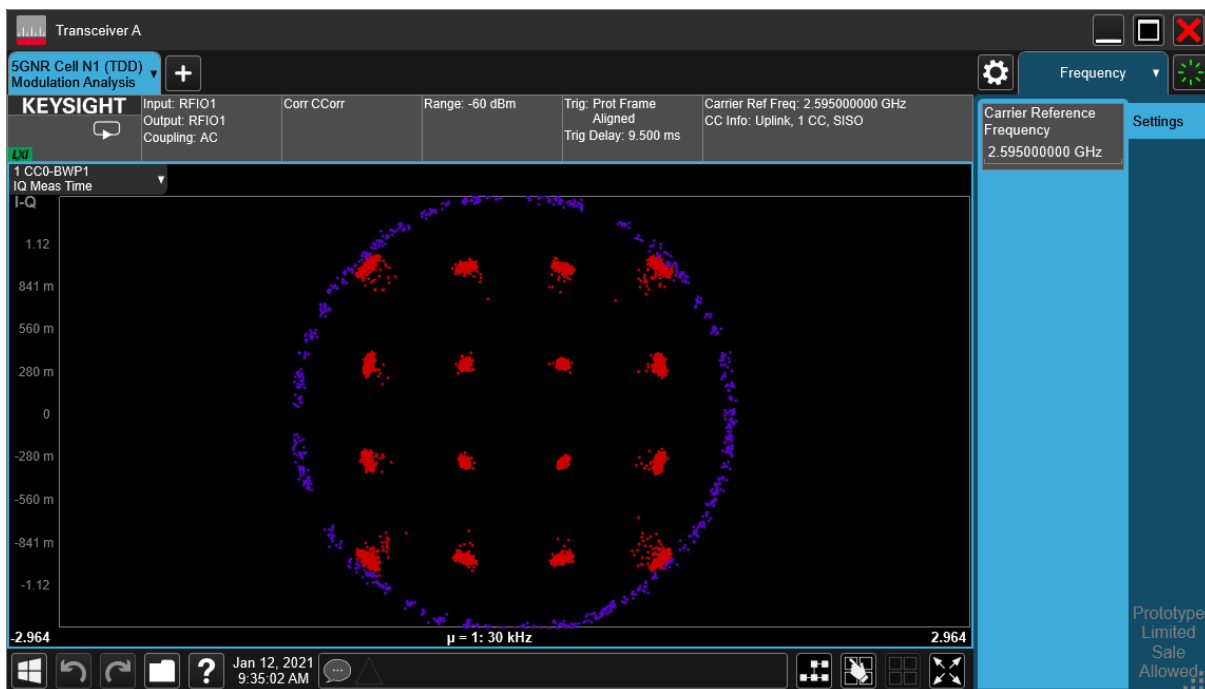 Transceiver A
5GNR Cell N1 (TDD)
Modulation Analysis
Frequency
KEYSIGHT
LXI
Input: RFIO1
Output: RFIO1
Coupling: AC
Corr CCorr
Range: -60 dBm
Trig: Prot Frame
Aligned
Trig Delay: 9.500 ms
Carrier Ref Freq: 2.595000000 GHz
CC Info: Uplink, 1 CC, SISO
Carrier Reference
Frequency
2.595000000 GHz
Settings
1 CC0-BWP1
IQ Meas Time
I-Q
1.12
841 m
560 m
280 m
0
-280 m
-560 m
-841 m
-1.12
-2.964
µ = 1: 30 kHz
2.964
Prototype
Limited
Sale
Allowed
?
Jan 12, 2021
9:35:02 AM